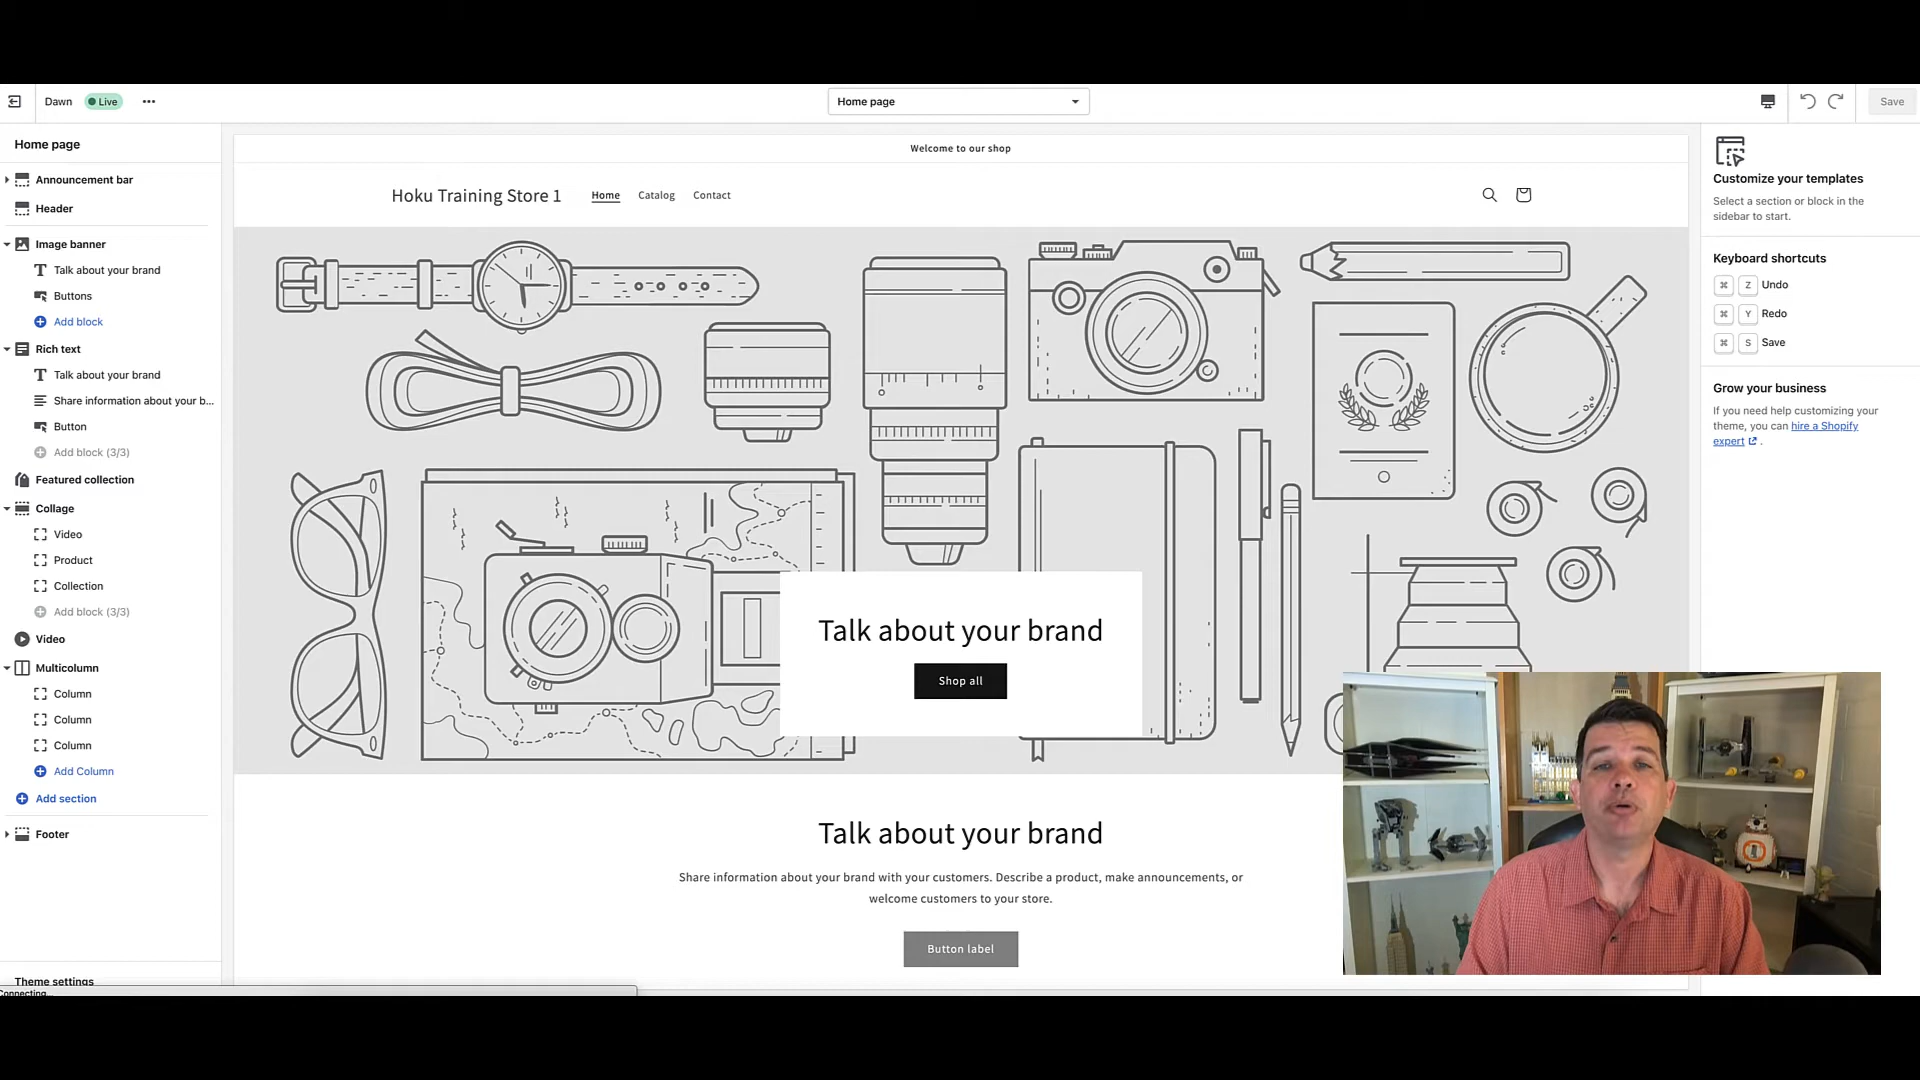 Dawn
Live
Home page
Save
Home page
Announcement bar
Header
Image banner
Talk about your brand
Buttons
Add block
Rich text
Talk about your brand
Share information about your b...
Button
Add block (3/3)
Featured collection
Collage
Video
Product
Collection
Add block (3/3)
Video
Multicolumn
Column
Column
Column
Add Column
Add section
Footer
Theme settings
Connecting...
Welcome to our shop
Hoku Training Store 1
Home
Catalog
Contact
Talk about your brand
Shop all
Talk about your brand
Share information about your brand with your customers. Describe a product, make announcements, or
welcome customers to your store.
Button label
Customize your templates
Select a section or block in the
sidebar to start.
Keyboard shortcuts
⌘ Z Undo
⌘ Y Redo
⌘ S Save
Grow your business
If you need help customizing your
theme, you can hire a Shopify
expert .